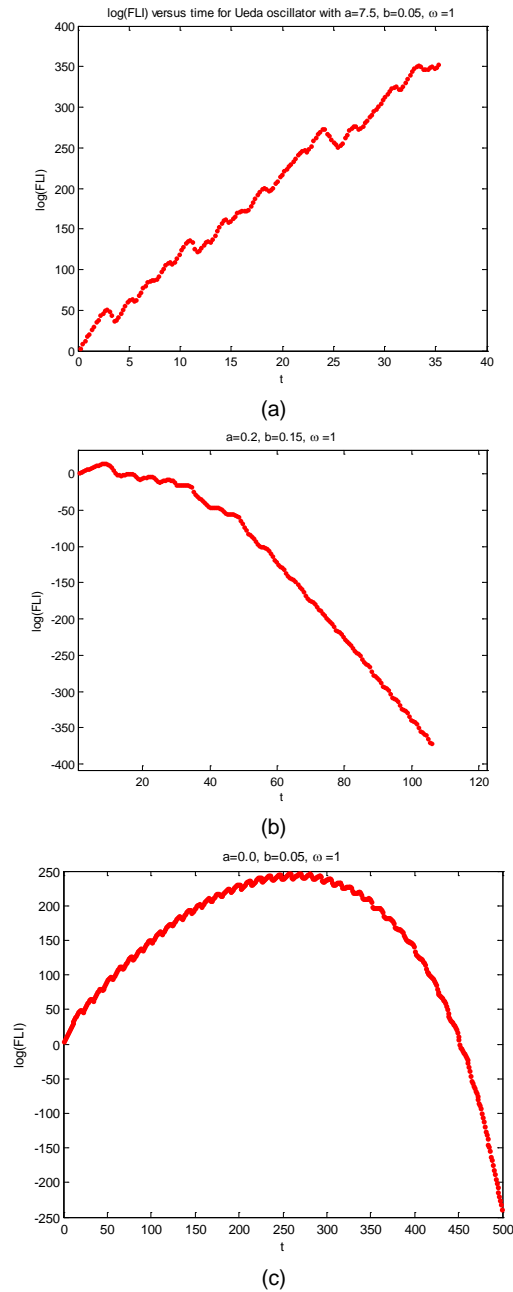 log(FLI) versus time for Ueda oscillator with a=7.5, b=0.05, ω =1
400
350
300
250
200
150
100
50
0
log(FLI)
0 5 10 15 20 25 30 35 40
t
(a)
a=0.2, b=0.15, ω =1
0
-50
-100
-150
-200
-250
-300
-350
-400
log(FLI)
20 40 60 80 100 120
t
(b)
a=0.0, b=0.05, ω =1
250
200
150
100
50
0
-50
-100
-150
-200
-250
log(FLI)
0 50 100 150 200 250 300 350 400 450 500
t
(c)